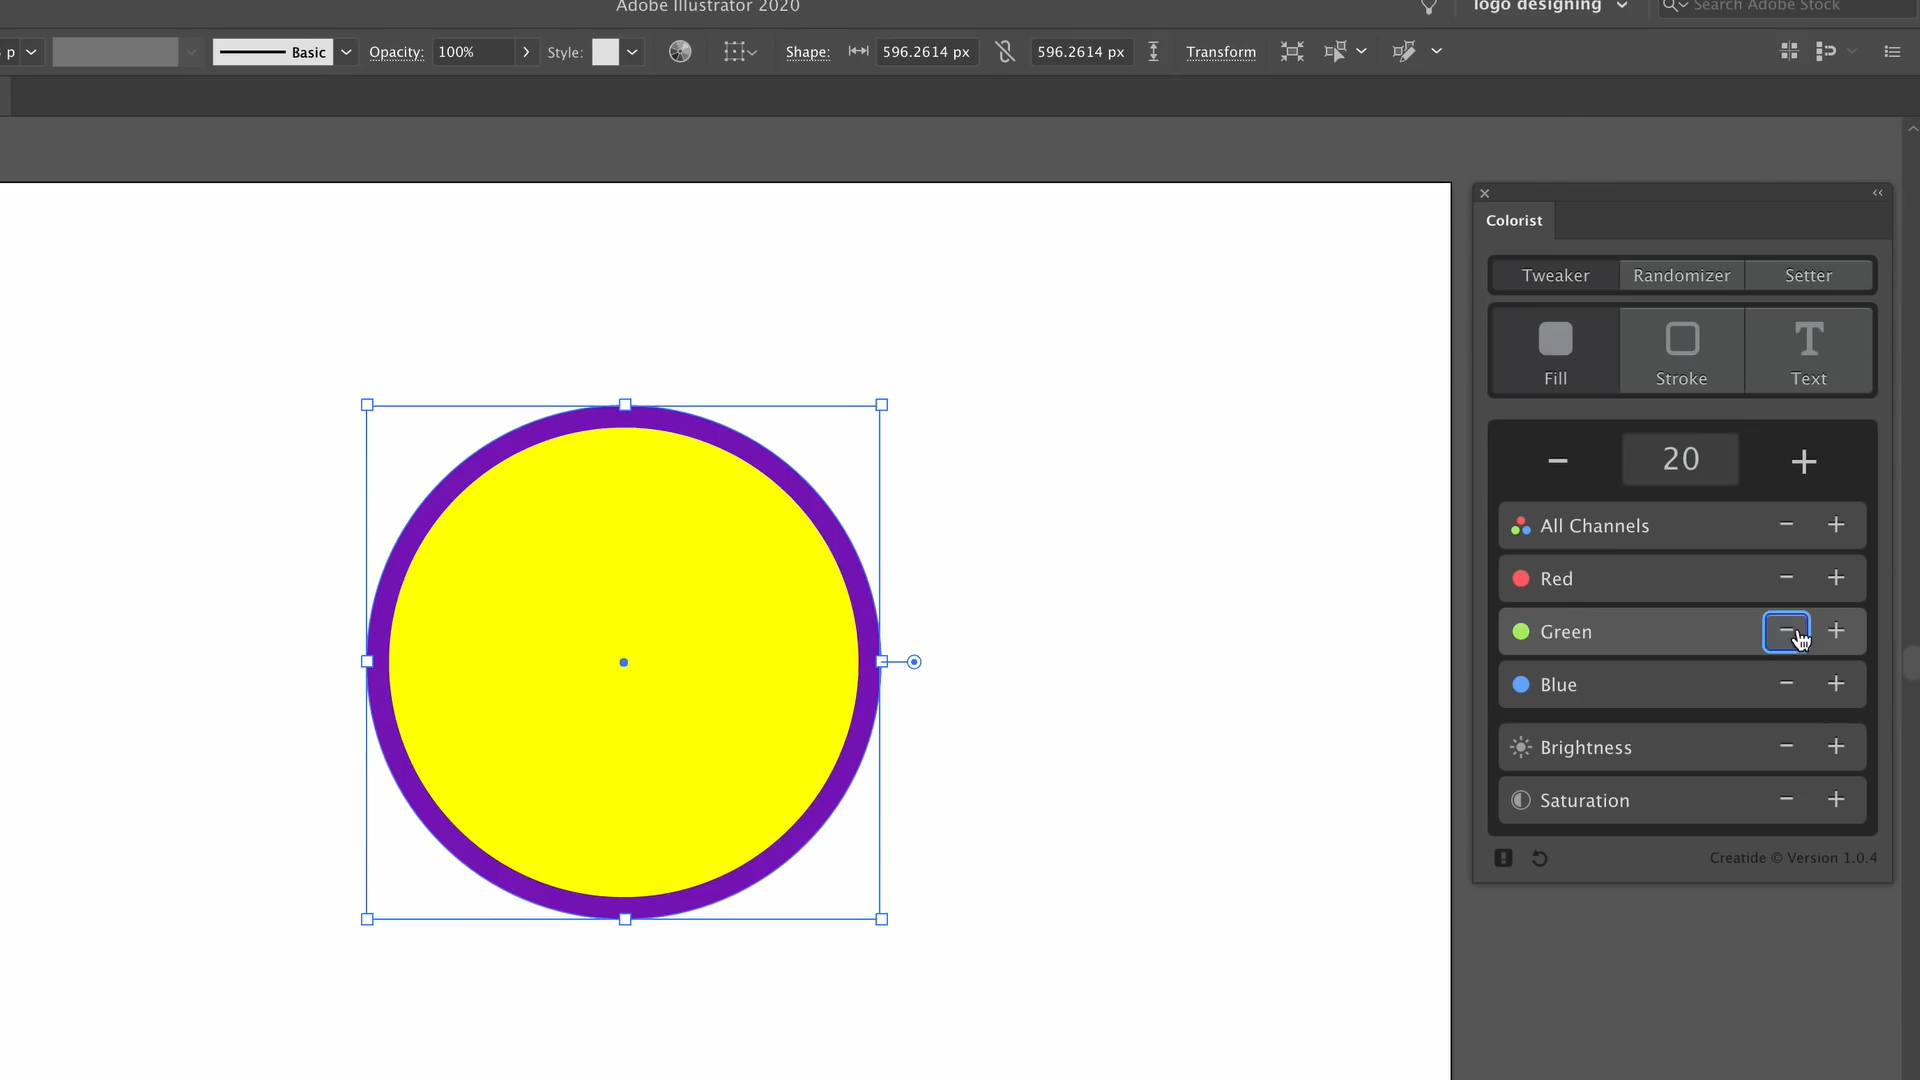 Adobe Illustrator 2020
logo designing
Search Adobe Stock
p
Basic
Opacity:
100%
Style:
Shape:
596.2614 px
596.2614 px
Transform
Colorist
Tweaker
Randomizer
Setter
Fill
Stroke
T
Text
− 20 +
All Channels − +
Red − +
Green − +
Blue − +
Brightness − +
Saturation − +
Creatide © Version 1.0.4